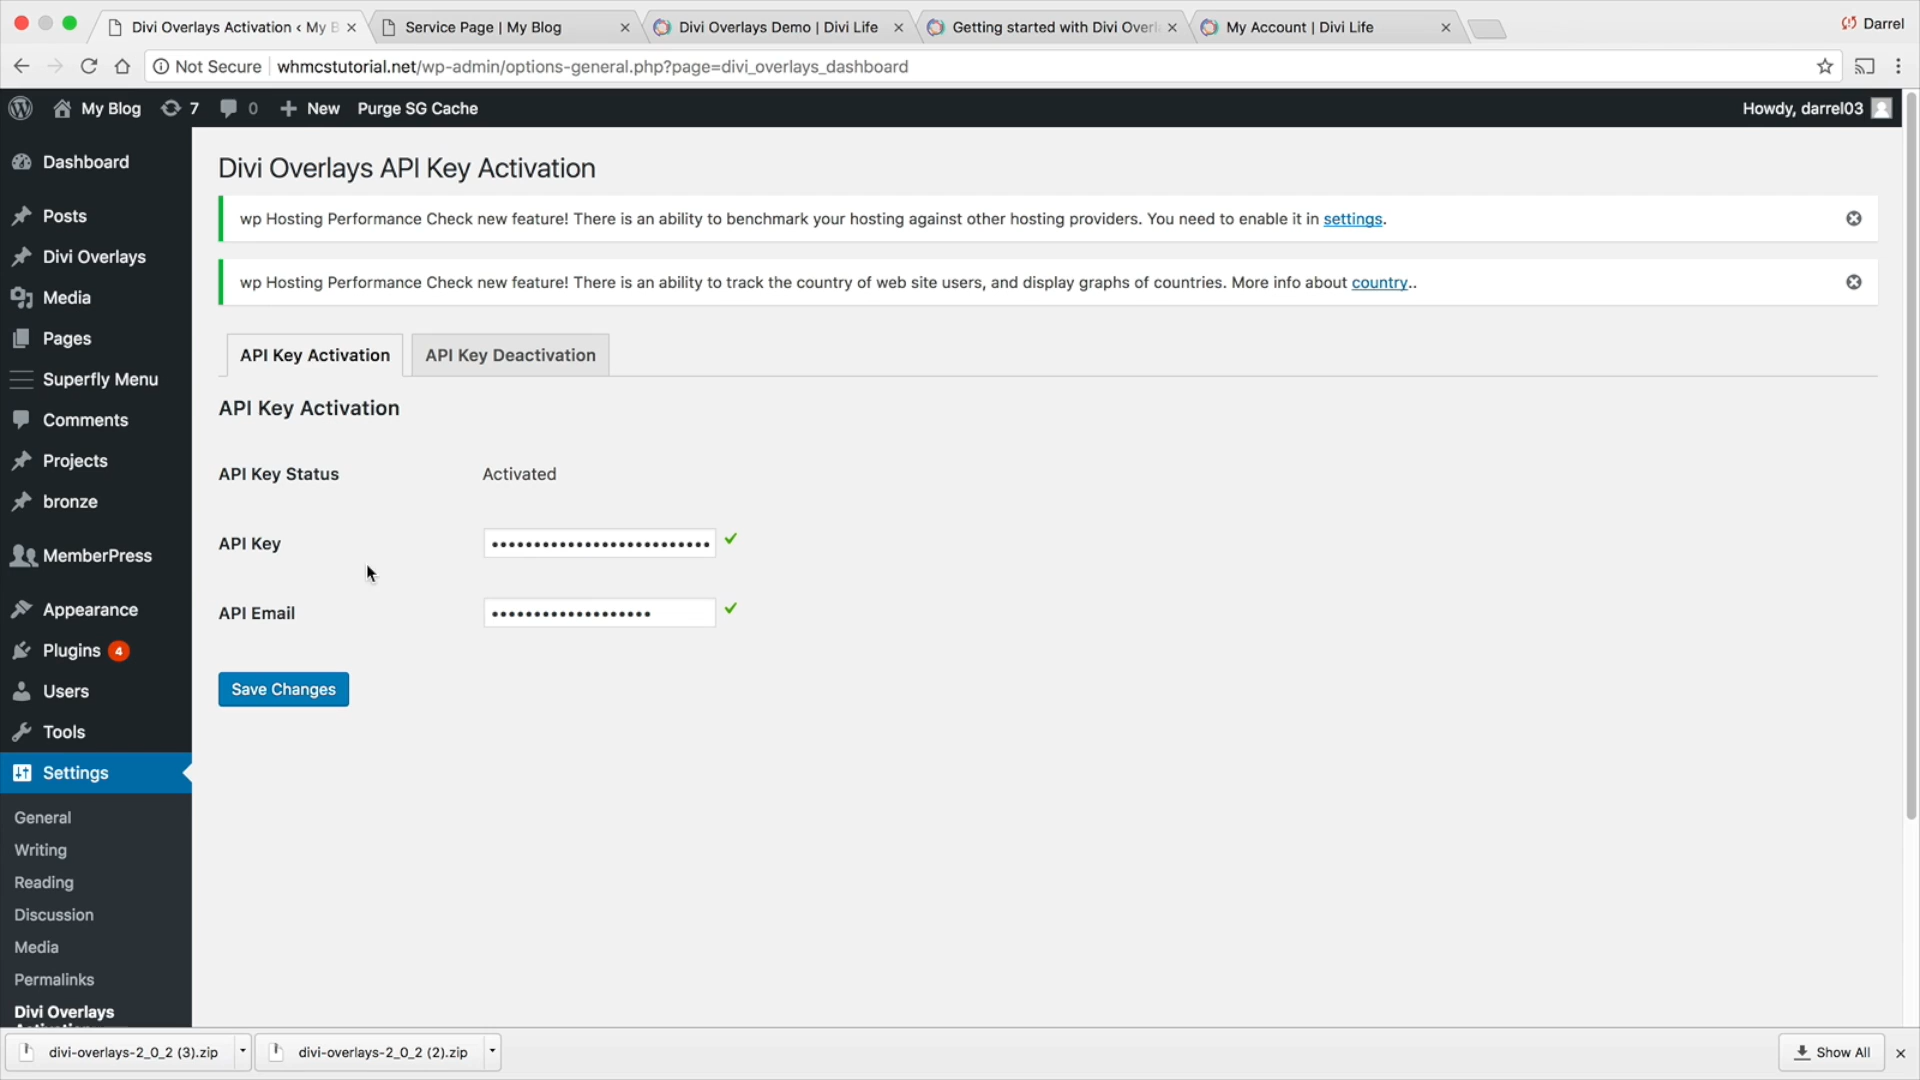 Divi Overlays Activation ‹ My B
Service Page | My Blog
Divi Overlays Demo | Divi Life
Getting started with Divi Overl
My Account | Divi Life
Darrel
Not Secure
whmcstutorial.net/wp-admin/options-general.php?page=divi_overlays_dashboard
My Blog
7
0
New
Purge SG Cache
Howdy, darrel03
Dashboard
Posts
Divi Overlays
Media
Pages
Superfly Menu
Comments
Projects
bronze
MemberPress
Appearance
Plugins 4
Users
Tools
Settings
General
Writing
Reading
Discussion
Media
Permalinks
Divi Overlays
Divi Overlays API Key Activation
wp Hosting Performance Check new feature! There is an ability to benchmark your hosting against other hosting providers. You need to enable it in settings.
wp Hosting Performance Check new feature! There is an ability to track the country of web site users, and display graphs of countries. More info about country..
API Key Activation
API Key Deactivation
API Key Activation
API Key Status
Activated
API Key
API Email
Save Changes
divi-overlays-2_0_2 (3).zip
divi-overlays-2_0_2 (2).zip
Show All